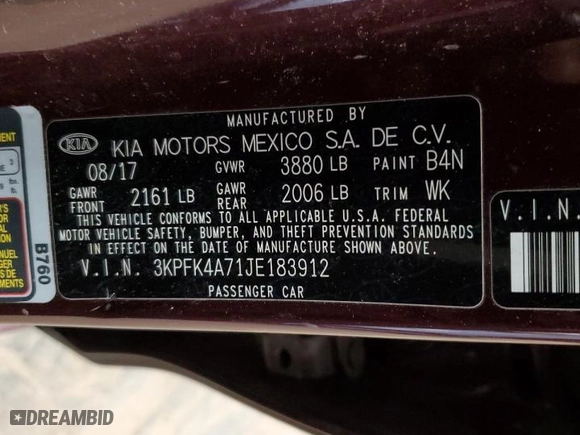 MANUFACTURED BY
KIA KIA MOTORS MEXICO S.A. DE C.V.
08/17 GVWR 3880 LB PAINT B4N
GAWR FRONT 2161 LB GAWR REAR 2006 LB TRIM WK
THIS VEHICLE CONFORMS TO ALL APPLICABLE U.S.A. FEDERAL
MOTOR VEHICLE SAFETY, BUMPER, AND THEFT PREVENTION STANDARDS
IN EFFECT ON THE DATE OF MANUFACTURE SHOWN ABOVE.
V.I.N. 3KPFK4A71JE183912
PASSENGER CAR
B760
V.I.N.
DREAMBID